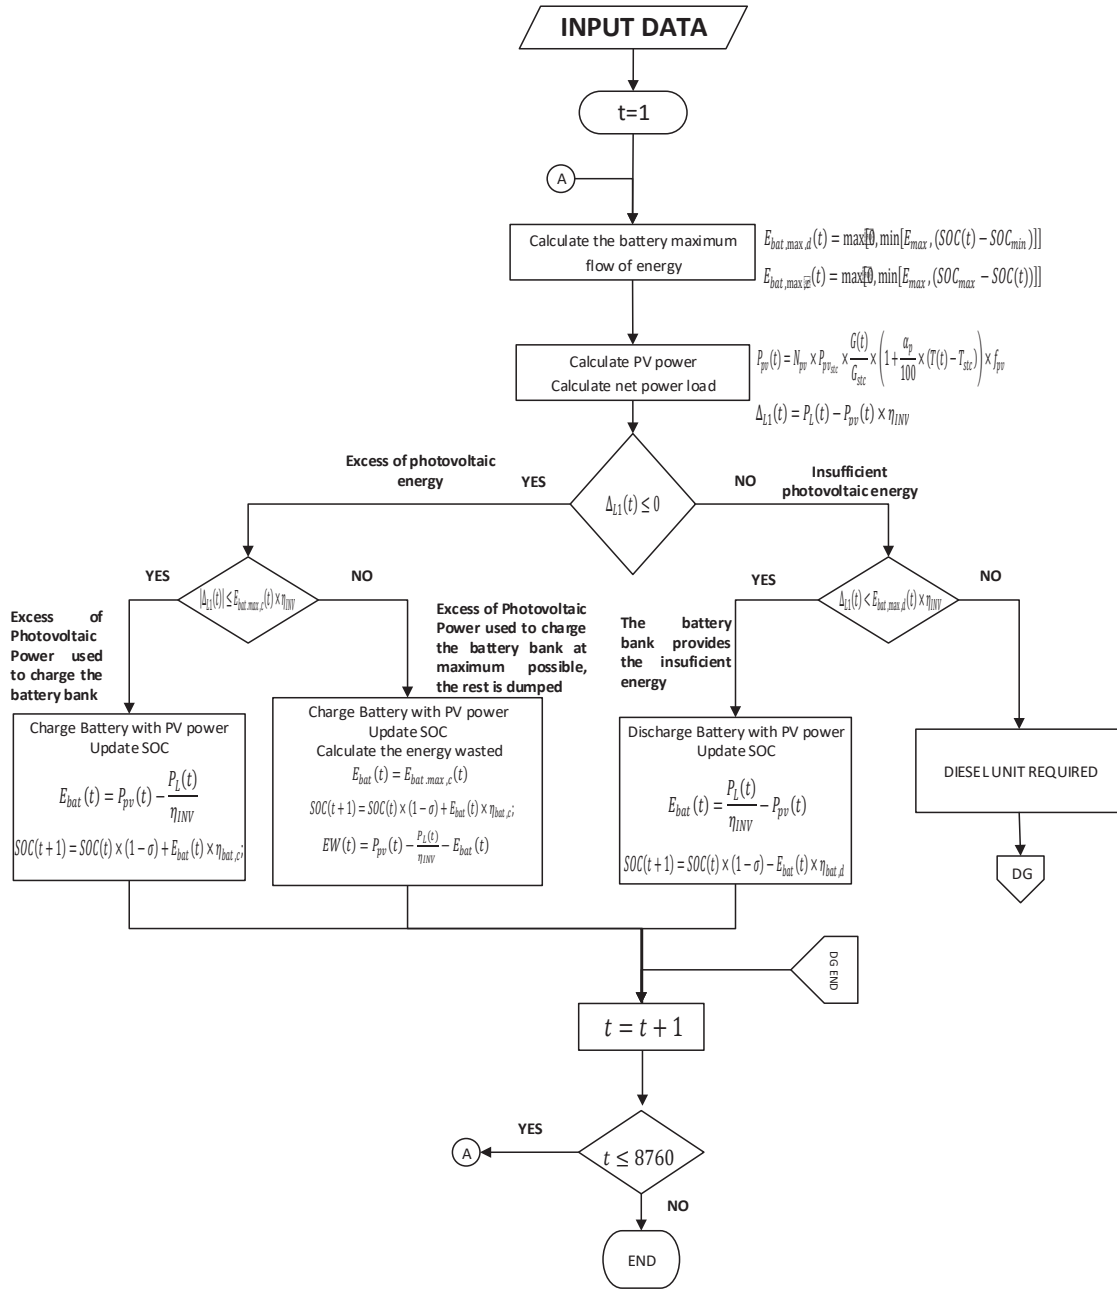 INPUT DATA
t=1
A
Calculate the battery maximum
flow of energy
E_{bat,max,d}(t) = max[0, min[E_{max}, (SOC(t) − SOC_{min})]]
E_{bat,max,c}(t) = max[0, min[E_{max}, (SOC_{max} − SOC(t))]]
Calculate PV power
Calculate net power load
P_{pv}(t) = N_{pv} × P_{pv_{stc}} × \frac{G(t)}{G_{stc}} × (1 + \frac{α_p}{100} × (T(t) − T_{stc})) × f_{pv}
Δ_{L1}(t) = P_L(t) − P_{pv}(t) × η_{INV}
Excess of photovoltaic
energy
YES
Δ_{L1}(t) ≤ 0
NO
Insufficient
photovoltaic energy
YES
|Δ_{L1}(t)| ≤ E_{bat.max,c}(t) × η_{INV}
NO
YES
Δ_{L1}(t) < E_{bat,max,d}(t) × η_{INV}
NO
Excess of
Photovoltaic
Power used
to charge the
battery bank
Excess of Photovoltaic
Power used to charge
the battery bank at
maximum possible,
the rest is dumped
The battery
bank provides
the insuficient
energy
Charge Battery with PV power
Update SOC
E_{bat}(t) = P_{pv}(t) − \frac{P_L(t)}{η_{INV}}
SOC(t + 1) = SOC(t) × (1 − σ) + E_{bat}(t) × η_{bat,c};
Charge Battery with PV power
Update SOC
Calculate the energy wasted
E_{bat}(t) = E_{bat.max,c}(t)
SOC(t + 1) = SOC(t) × (1 − σ) + E_{bat}(t) × η_{bat,c};
EW(t) = P_{pv}(t) − \frac{P_L(t)}{η_{INV}} − E_{bat}(t)
Discharge Battery with PV power
Update SOC
E_{bat}(t) = \frac{P_L(t)}{η_{INV}} − P_{pv}(t)
SOC(t + 1) = SOC(t) × (1 − σ) − E_{bat}(t) × η_{bat,d}
DIESEL UNIT REQUIRED
DG
DG END
t = t + 1
YES
A
t ≤ 8760
NO
END